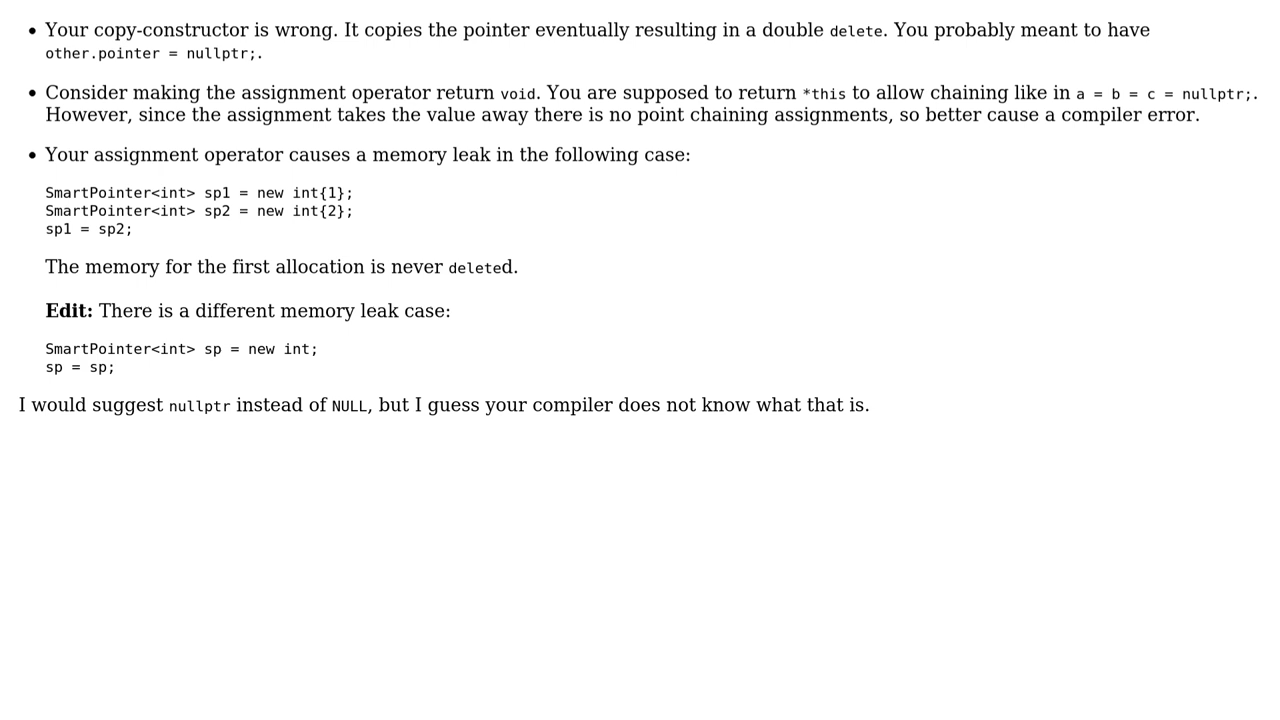 • Your copy-constructor is wrong. It copies the pointer eventually resulting in a double delete. You probably meant to have
other.pointer = nullptr;.
• Consider making the assignment operator return void. You are supposed to return *this to allow chaining like in a = b = c = nullptr;.
However, since the assignment takes the value away there is no point chaining assignments, so better cause a compiler error.
• Your assignment operator causes a memory leak in the following case:
SmartPointer<int> sp1 = new int{1};
SmartPointer<int> sp2 = new int{2};
sp1 = sp2;
The memory for the first allocation is never deleted.
Edit: There is a different memory leak case:
SmartPointer<int> sp = new int;
sp = sp;
I would suggest nullptr instead of NULL, but I guess your compiler does not know what that is.